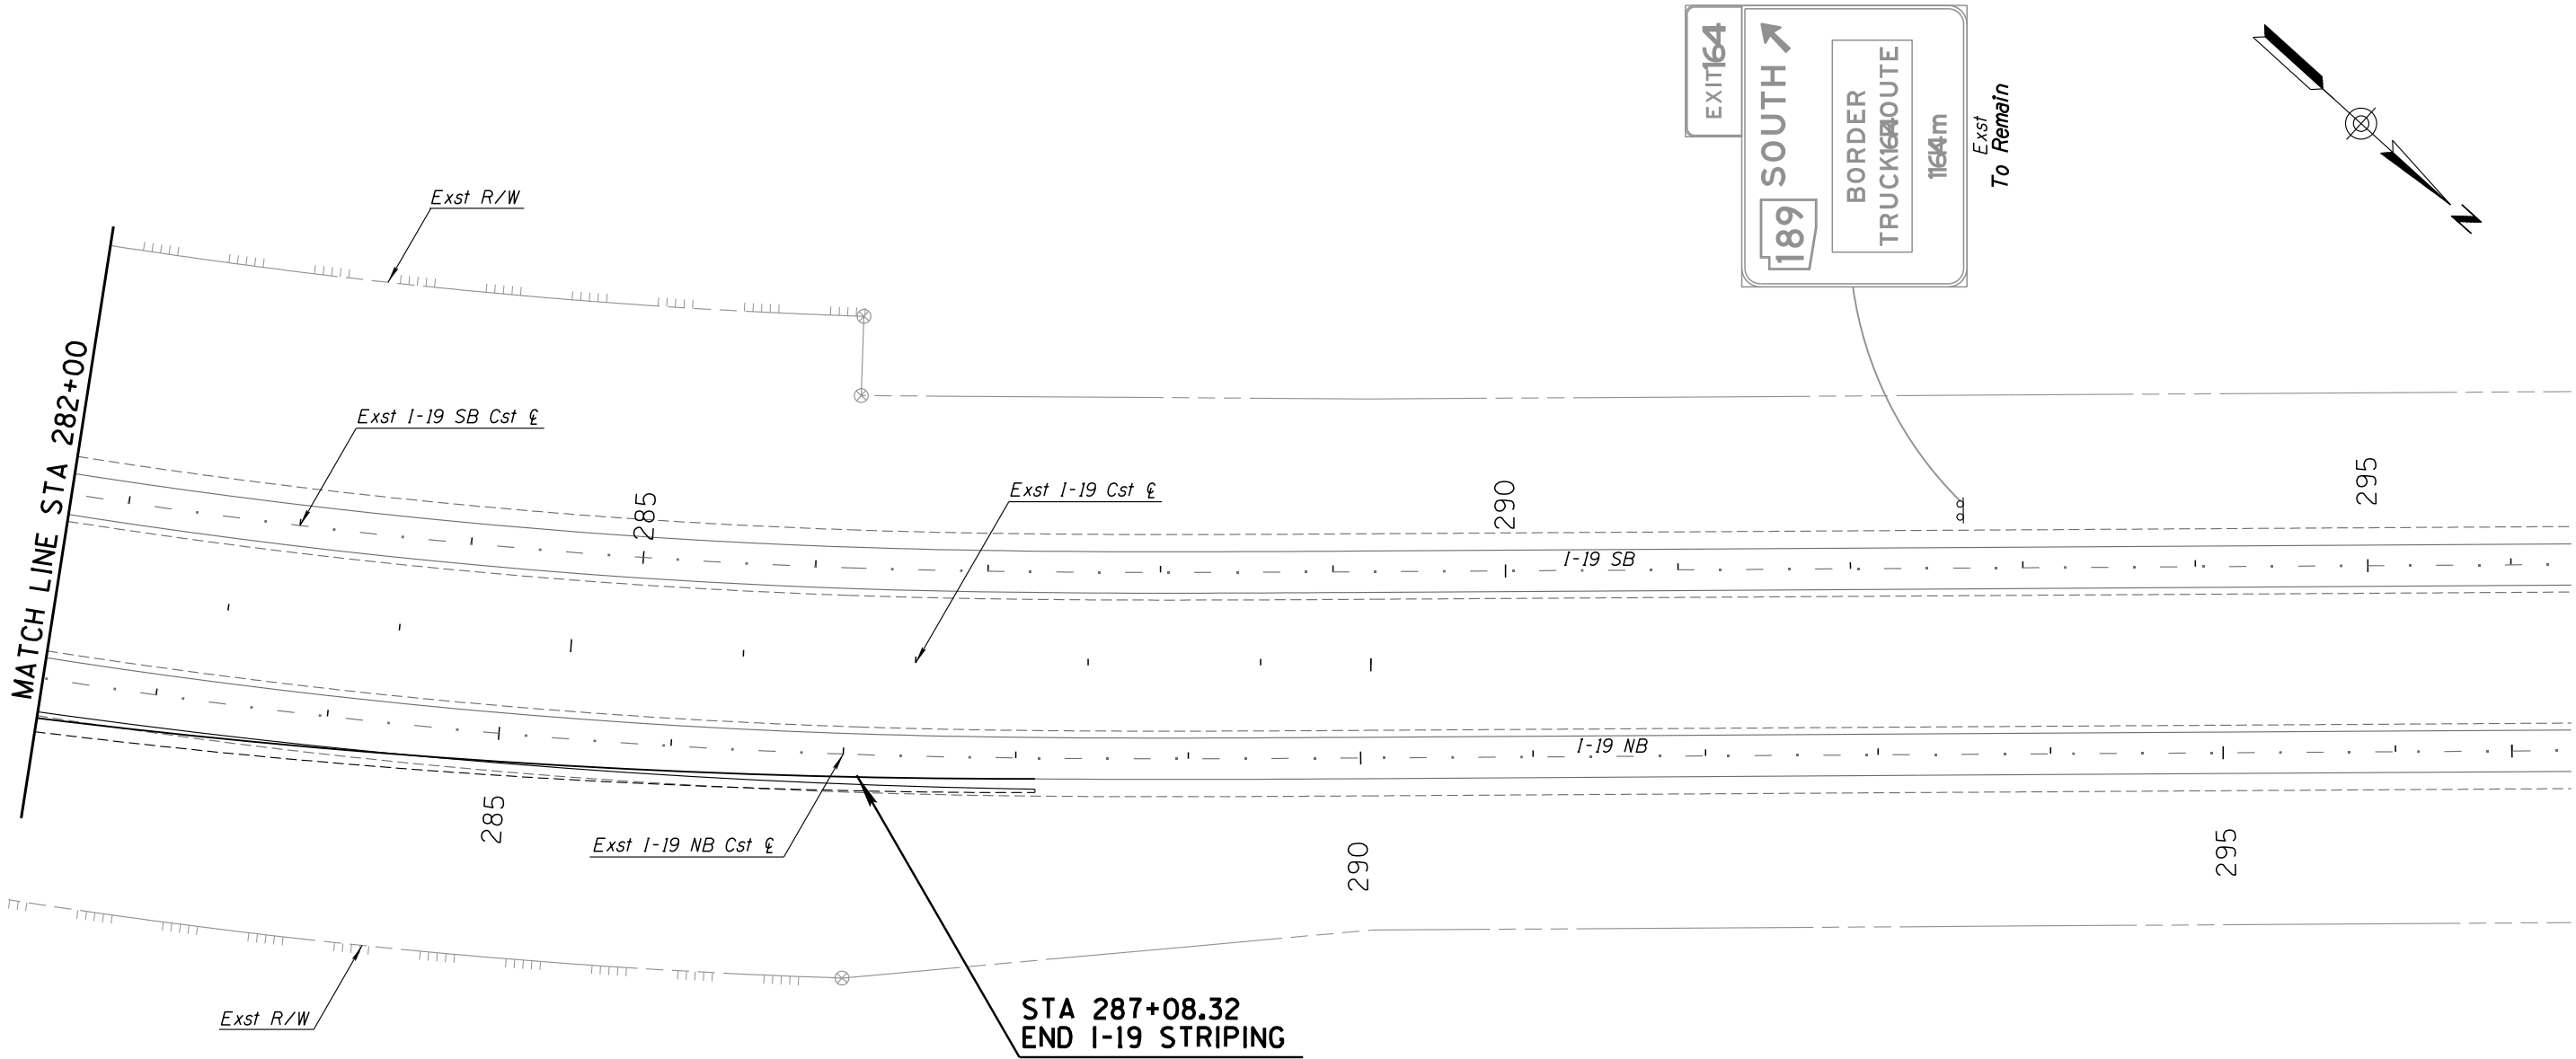 EXIT 164
189 SOUTH
BORDER
Exst
To Remain
N
Exst R/W
MATCH LINE STA 282+00
Exst I-19 SB Cst ℄
285
Exst I-19 Cst ℄
290
295
I-19 SB
I-19 NB
285
Exst I-19 NB Cst ℄
290
295
Exst R/W
STA 287+08.32
END I-19 STRIPING